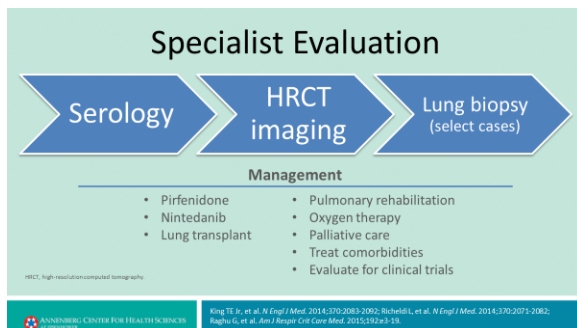 Specialist Evaluation
Serology
HRCT
imaging
Lung biopsy
(select cases)
Management
• Pirfenidone
• Nintedanib
• Lung transplant
• Pulmonary rehabilitation
• Oxygen therapy
• Palliative care
• Treat comorbidities
• Evaluate for clinical trials
HRCT, high-resolution computed tomography.
ANNENBERG CENTER FOR HEALTH SCIENCES
King TE Jr, et al. N Engl J Med. 2014;370:2083-2092; Richeldi L, et al. N Engl J Med. 2014;370:2071-2082;
Raghu G, et al. Am J Respir Crit Care Med. 2015;192:e3-19.